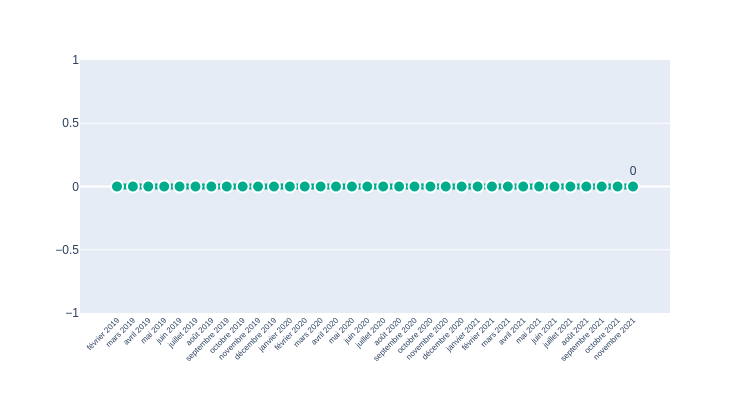 1
0.5
0
−0.5
−1
0
février 2019
mars 2019
avril 2019
mai 2019
juin 2019
juillet 2019
août 2019
septembre 2019
octobre 2019
novembre 2019
décembre 2019
janvier 2020
février 2020
mars 2020
avril 2020
mai 2020
juin 2020
juillet 2020
août 2020
septembre 2020
octobre 2020
novembre 2020
décembre 2020
janvier 2021
février 2021
mars 2021
avril 2021
mai 2021
juin 2021
juillet 2021
août 2021
septembre 2021
octobre 2021
novembre 2021